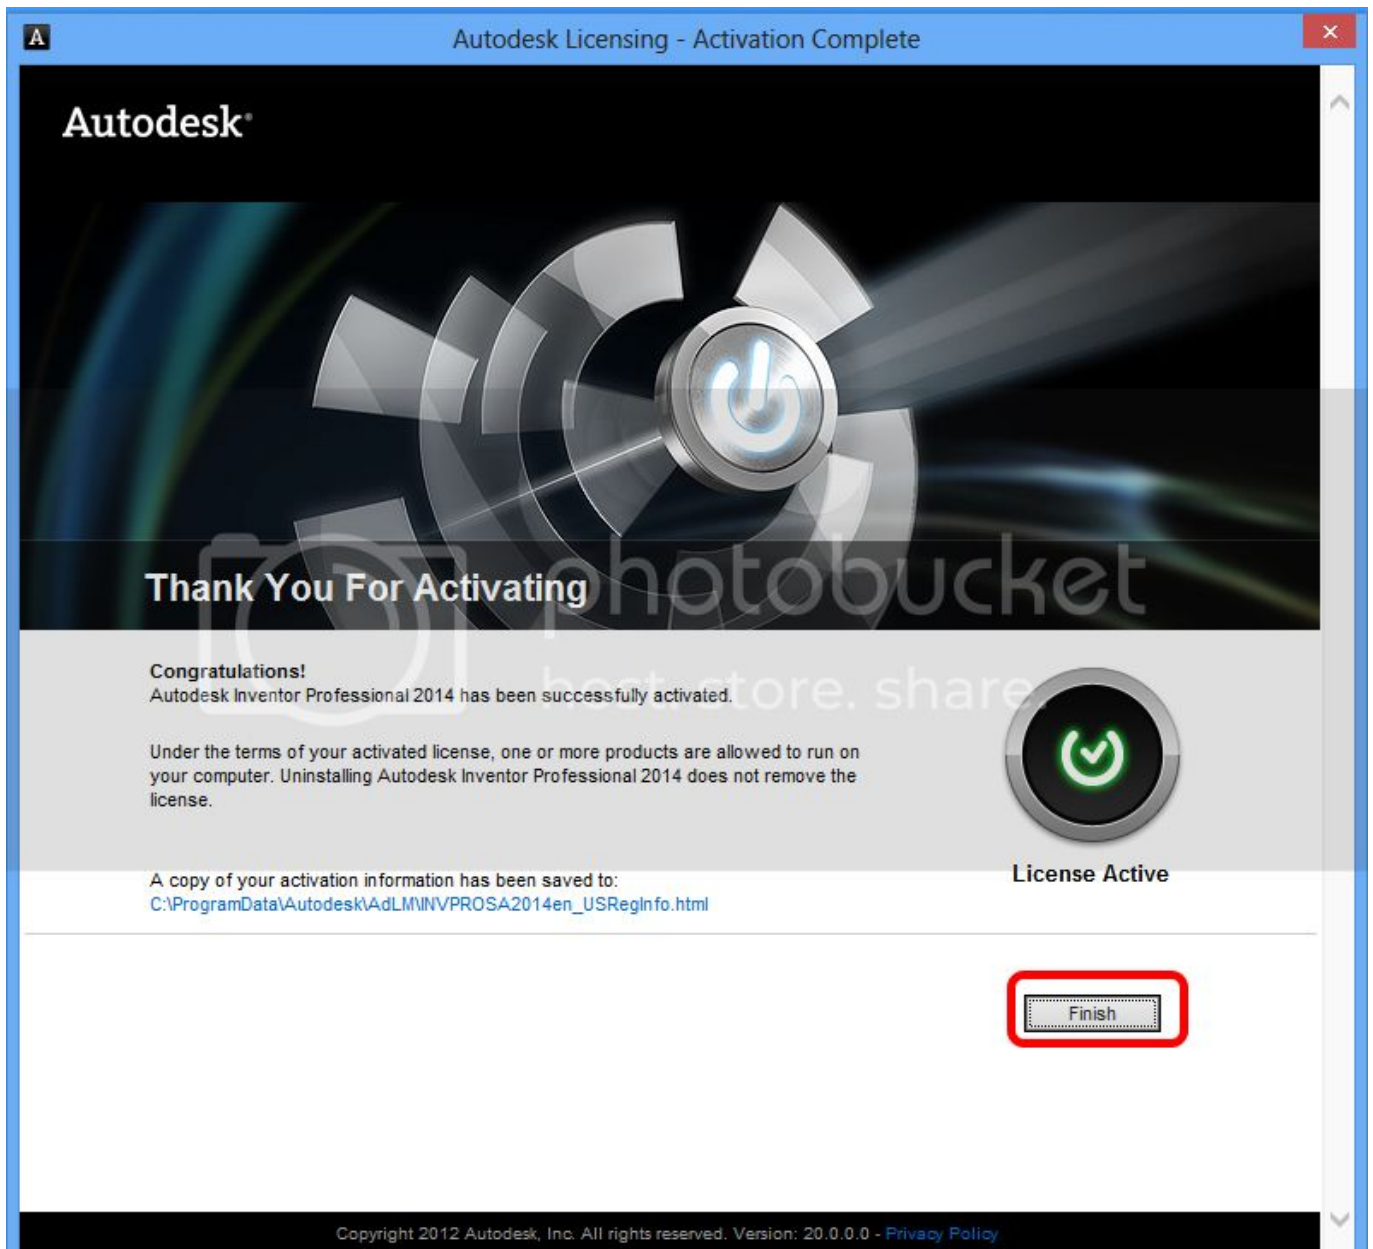 A
Autodesk Licensing - Activation Complete
×
Autodesk®
photobucket
Thank You For Activating
host. store. share.
Congratulations!
Autodesk Inventor Professional 2014 has been successfully activated.
Under the terms of your activated license, one or more products are allowed to run on
your computer. Uninstalling Autodesk Inventor Professional 2014 does not remove the
license.
License Active
A copy of your activation information has been saved to:
C:\ProgramData\Autodesk\AdLM\INVPROSA2014en_USRegInfo.html
Finish
Copyright 2012 Autodesk, Inc. All rights reserved. Version: 20.0.0.0 - Privacy Policy